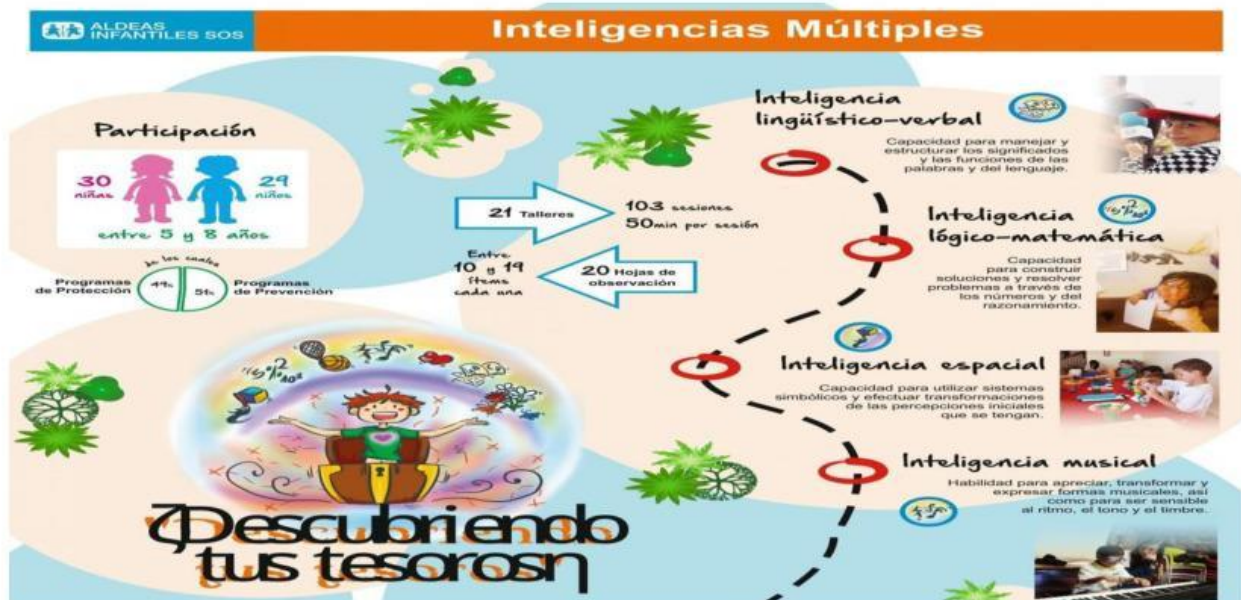 ALDEAS
INFANTILES SOS
Inteligencias Múltiples
Participación
30
niñas
29
niños
entre 5 y 8 años
de los cuales
Programas
de Protección
49%
51%
Programas
de Prevención
21 Talleres
103 sesiones
50min por sesión
Entre
10 y 19
ítems
cada una
20 Hojas de
observación
Inteligencia
lingüístico-verbal
Capacidad para manejar y
estructurar los significados
y las funciones de las
palabras y del lenguaje.
Inteligencia
lógico-matemática
Capacidad
para construir
soluciones y resolver
problemas a través de
los números y del
razonamiento.
Inteligencia espacial
Capacidad para utilizar sistemas
simbólicos y efectuar transformaciones
de las percepciones iniciales
que se tengan.
Inteligencia musical
Habilidad para apreciar, transformar y
expresar formas musicales, así
como para ser sensible
al ritmo, el tono y el timbre.
Descubriendo
tus tesoros